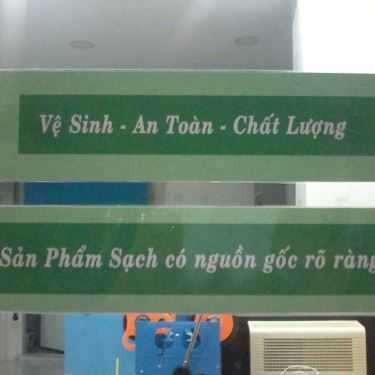 Vệ Sinh - An Toàn - Chất Lượng
Sản Phẩm Sạch có nguồn gốc rõ ràng